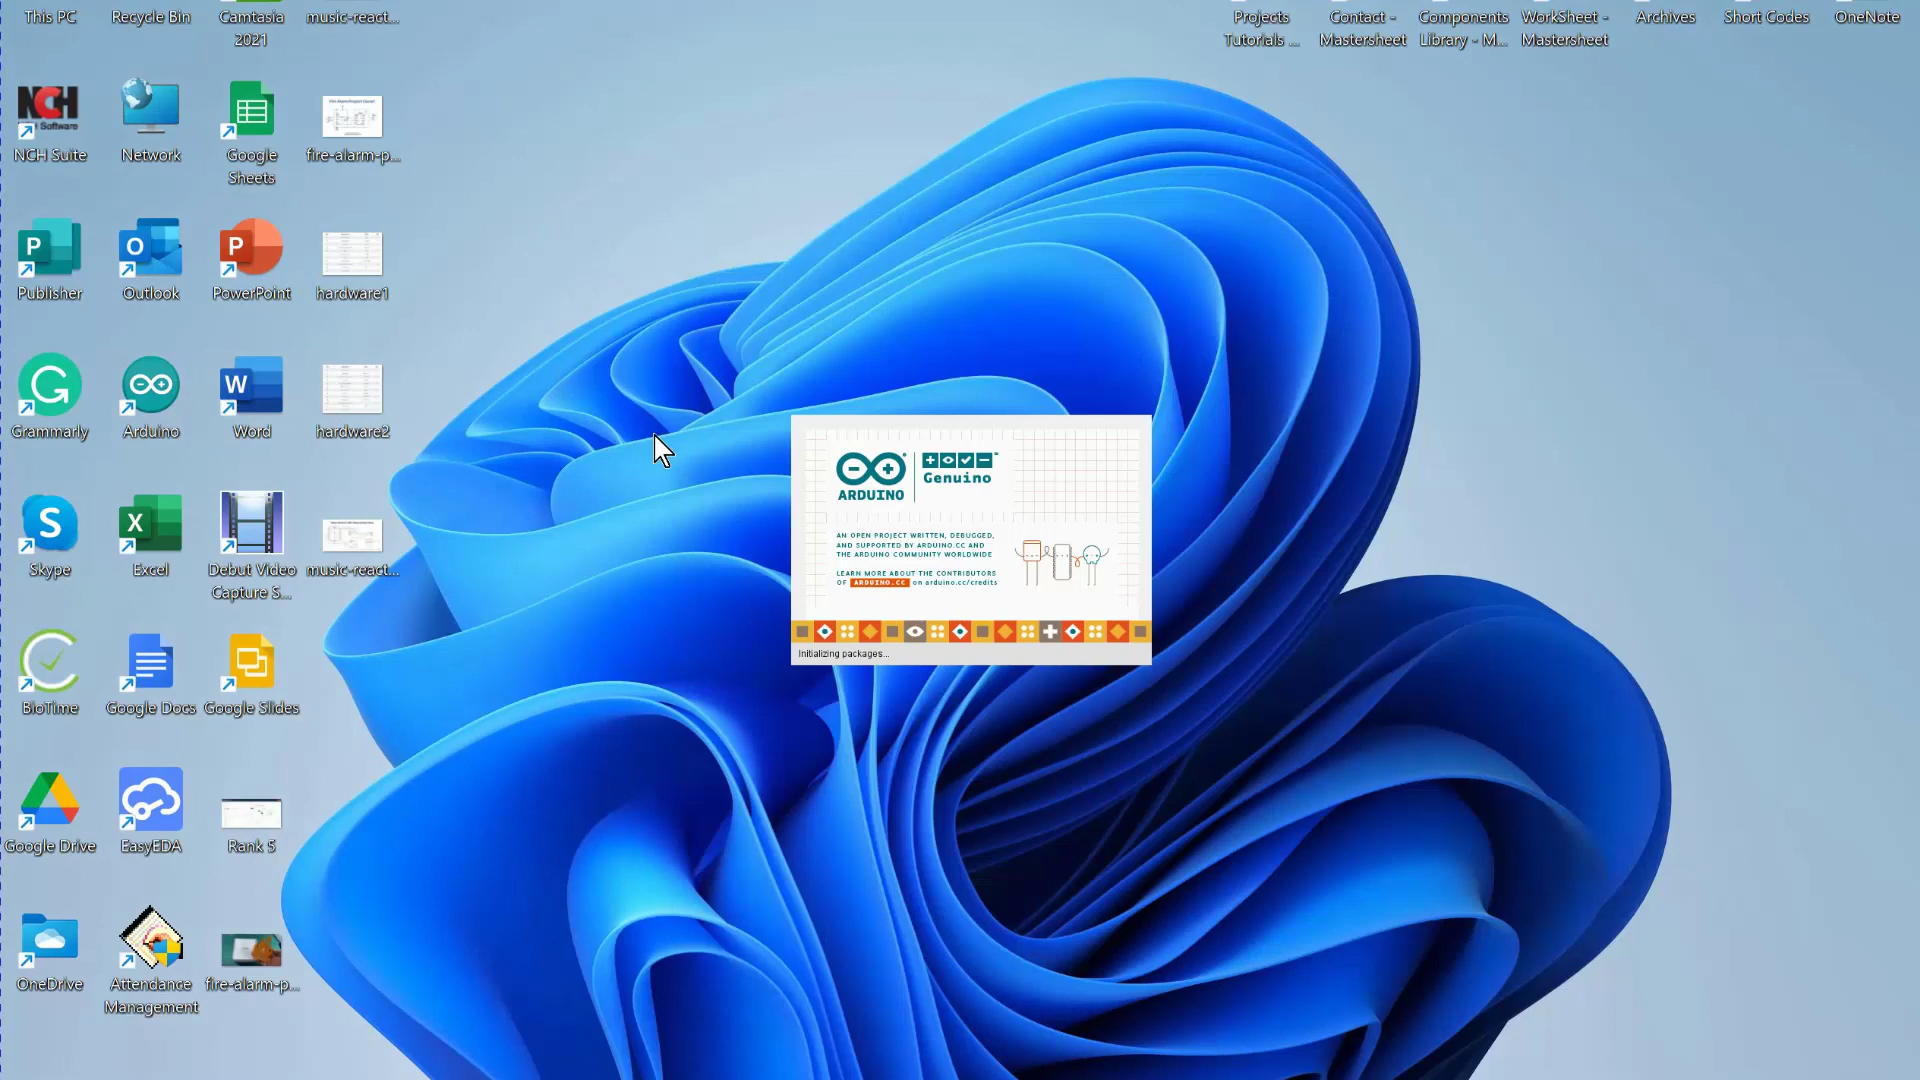 This PC
Recycle Bin
Camtasia
2021
music-react...
Projects
Tutorials ...
Contact -
Mastersheet
Components
Library - M...
WorkSheet -
Mastersheet
Archives
Short Codes
OneNote
NCH
Software
NCH Suite
Network
Google
Sheets
fire-alarm-p...
P
Publisher
O
Outlook
P
PowerPoint
hardware1
G
Grammarly
Arduino
W
Word
hardware2
S
Skype
X
Excel
Debut Video
Capture S...
music-react...
BioTime
Google Docs
Google Slides
Google Drive
EasyEDA
Rank 5
OneDrive
Attendance
Management
fire-alarm-p...
ARDUINO
Genuino
AN OPEN PROJECT WRITTEN, DEBUGGED,
AND SUPPORTED BY ARDUINO.CC AND
THE ARDUINO COMMUNITY WORLDWIDE
LEARN MORE ABOUT THE CONTRIBUTORS
OF ARDUINO.CC on arduino.cc/credits
Initializing packages...